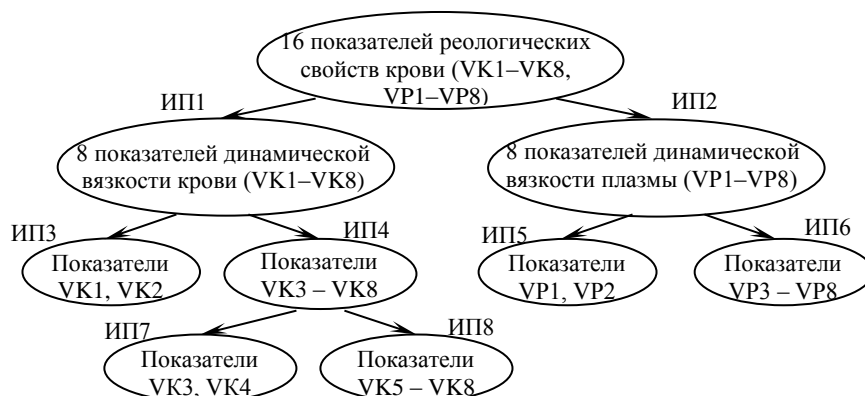 16 показателей реологических
свойств крови (VK1–VK8,
VP1–VP8)
ИП1
ИП2
8 показателей динамической
вязкости крови (VK1–VK8)
8 показателей динамической
вязкости плазмы (VP1–VP8)
ИП3
ИП4
ИП5
ИП6
Показатели
VK1, VK2
Показатели
VK3 – VK8
Показатели
VP1, VP2
Показатели
VP3 – VP8
ИП7
ИП8
Показатели
VK3, VK4
Показатели
VK5 – VK8